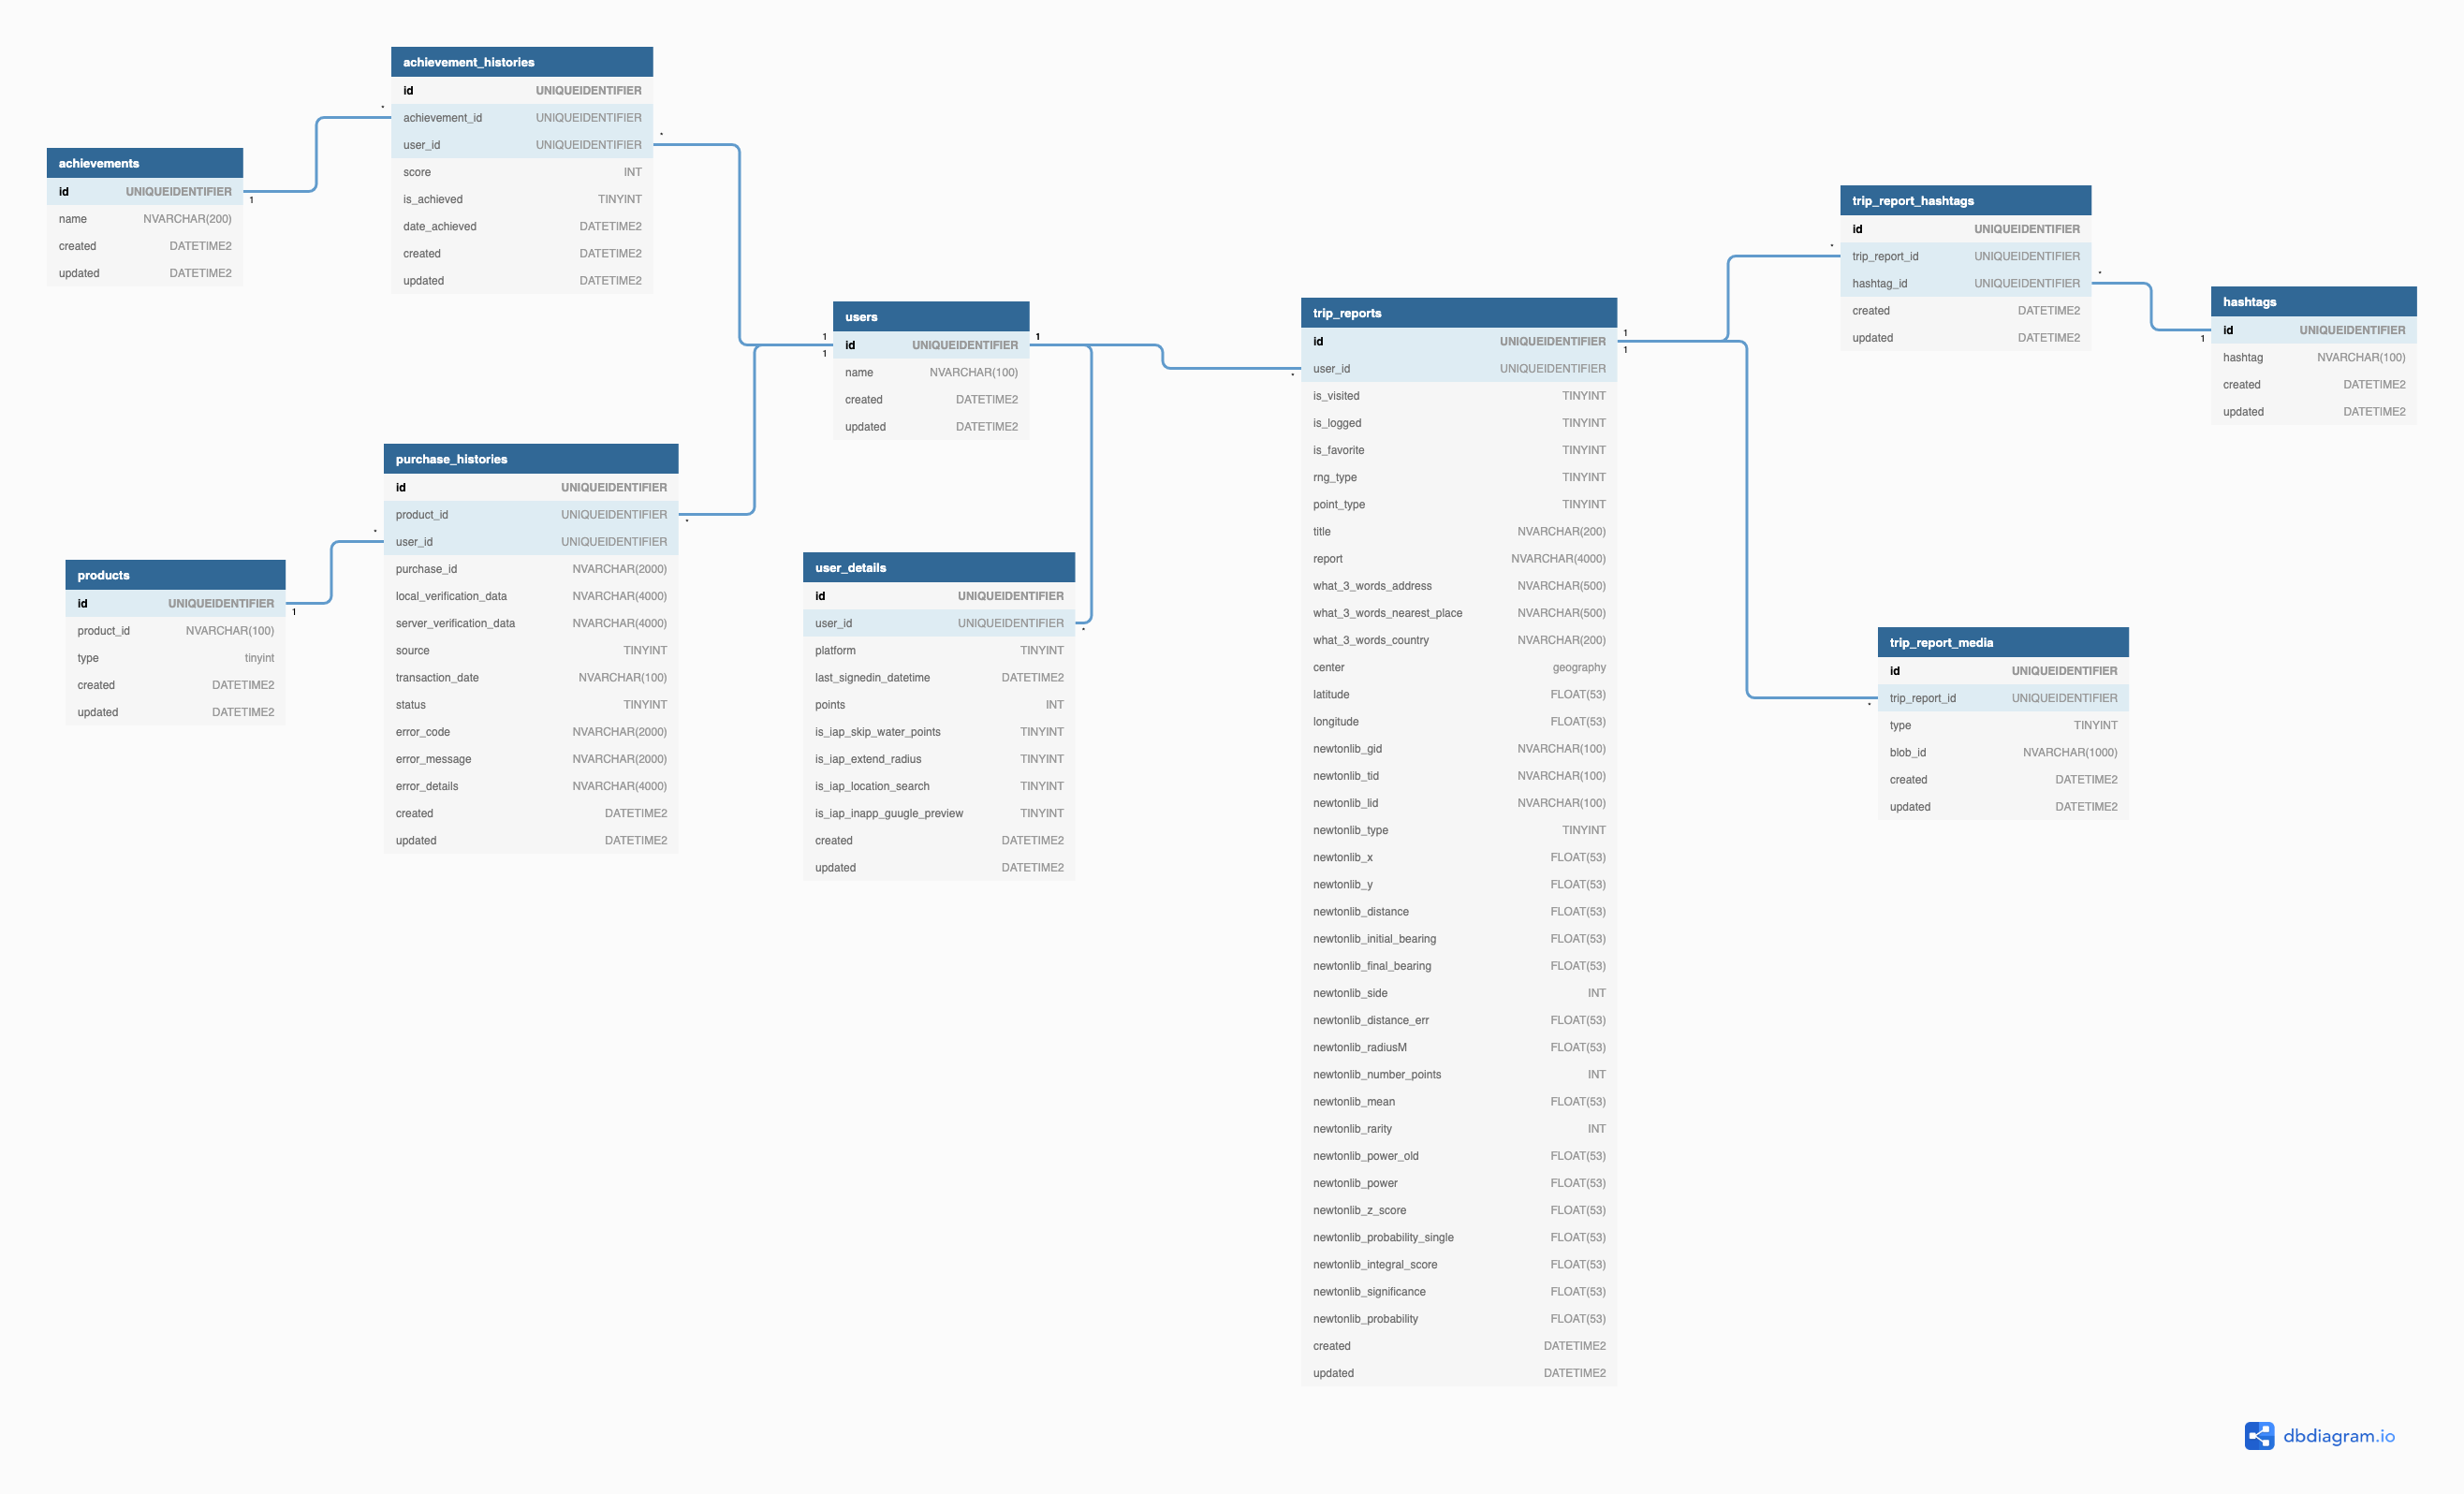 achievement_histories
id UNIQUEIDENTIFIER
achievement_id UNIQUEIDENTIFIER
user_id UNIQUEIDENTIFIER
score INT
is_achieved TINYINT
date_achieved DATETIME2
created DATETIME2
updated DATETIME2
*
*
achievements
id UNIQUEIDENTIFIER
name NVARCHAR(200)
created DATETIME2
updated DATETIME2
1
users
id UNIQUEIDENTIFIER
name NVARCHAR(100)
created DATETIME2
updated DATETIME2
1
1
1
purchase_histories
id UNIQUEIDENTIFIER
product_id UNIQUEIDENTIFIER
user_id UNIQUEIDENTIFIER
purchase_id NVARCHAR(2000)
local_verification_data NVARCHAR(4000)
server_verification_data NVARCHAR(4000)
source TINYINT
transaction_date NVARCHAR(100)
status TINYINT
error_code NVARCHAR(2000)
error_message NVARCHAR(2000)
error_details NVARCHAR(4000)
created DATETIME2
updated DATETIME2
*
*
products
id UNIQUEIDENTIFIER
product_id NVARCHAR(100)
type tinyint
created DATETIME2
updated DATETIME2
1
user_details
id UNIQUEIDENTIFIER
user_id UNIQUEIDENTIFIER
platform TINYINT
last_signedin_datetime DATETIME2
points INT
is_iap_skip_water_points TINYINT
is_iap_extend_radius TINYINT
is_iap_location_search TINYINT
is_iap_inapp_guugle_preview TINYINT
created DATETIME2
updated DATETIME2
*
trip_reports
id UNIQUEIDENTIFIER
user_id UNIQUEIDENTIFIER
is_visited TINYINT
is_logged TINYINT
is_favorite TINYINT
rng_type TINYINT
point_type TINYINT
title NVARCHAR(200)
report NVARCHAR(4000)
what_3_words_address NVARCHAR(500)
what_3_words_nearest_place NVARCHAR(500)
what_3_words_country NVARCHAR(200)
center geography
latitude FLOAT(53)
longitude FLOAT(53)
newtonlib_gid NVARCHAR(100)
newtonlib_tid NVARCHAR(100)
newtonlib_lid NVARCHAR(100)
newtonlib_type TINYINT
newtonlib_x FLOAT(53)
newtonlib_y FLOAT(53)
newtonlib_distance FLOAT(53)
newtonlib_initial_bearing FLOAT(53)
newtonlib_final_bearing FLOAT(53)
newtonlib_side INT
newtonlib_distance_err FLOAT(53)
newtonlib_radiusM FLOAT(53)
newtonlib_number_points INT
newtonlib_mean FLOAT(53)
newtonlib_rarity INT
newtonlib_power_old FLOAT(53)
newtonlib_power FLOAT(53)
newtonlib_z_score FLOAT(53)
newtonlib_probability_single FLOAT(53)
newtonlib_integral_score FLOAT(53)
newtonlib_significance FLOAT(53)
newtonlib_probability FLOAT(53)
created DATETIME2
updated DATETIME2
*
1
1
trip_report_hashtags
id UNIQUEIDENTIFIER
trip_report_id UNIQUEIDENTIFIER
hashtag_id UNIQUEIDENTIFIER
created DATETIME2
updated DATETIME2
*
*
hashtags
id UNIQUEIDENTIFIER
hashtag NVARCHAR(100)
created DATETIME2
updated DATETIME2
1
trip_report_media
id UNIQUEIDENTIFIER
trip_report_id UNIQUEIDENTIFIER
type TINYINT
blob_id NVARCHAR(1000)
created DATETIME2
updated DATETIME2
*
dbdiagram.io